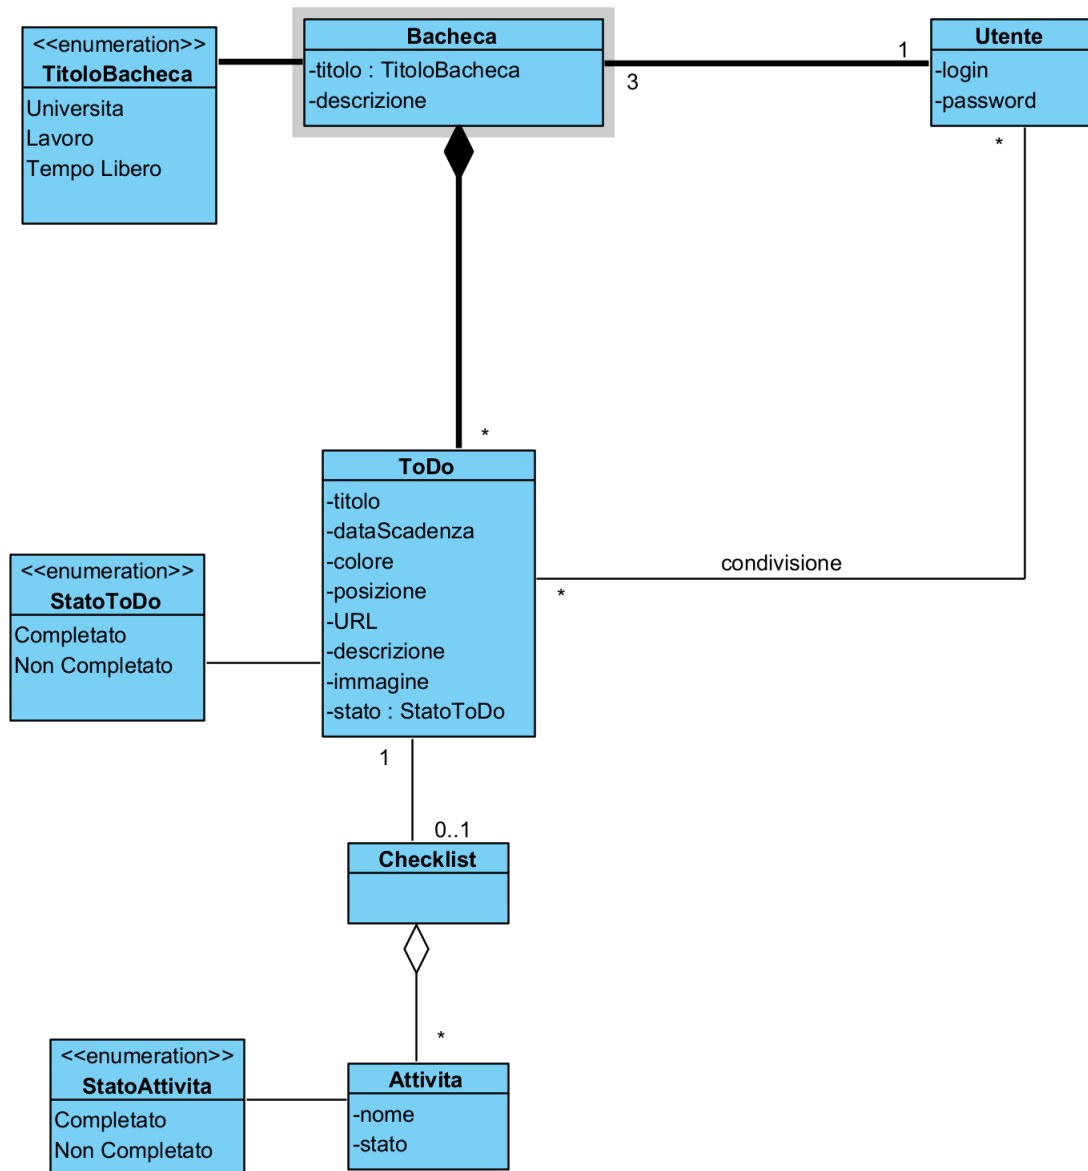 <<enumeration>>
TitoloBacheca
Universita
Lavoro
Tempo Libero
Bacheca
-titolo : TitoloBacheca
-descrizione
3
1
Utente
-login
-password
*
*
ToDo
-titolo
-dataScadenza
-colore
-posizione
-URL
-descrizione
-immagine
-stato : StatoToDo
condivisione
*
<<enumeration>>
StatoToDo
Completato
Non Completato
1
0..1
Checklist
*
<<enumeration>>
StatoAttivita
Completato
Non Completato
Attivita
-nome
-stato